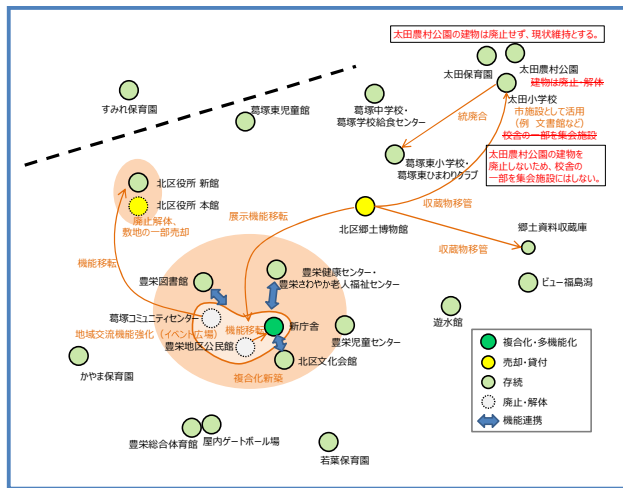 太田農村公園の建物は廃止せず、現状維持とする。
太田保育園
太田農村公園
建物は廃止・解体
太田小学校
市施設として活用
(例 文書館など)
校舎の一部を集会施設
太田農村公園の建物を
廃止しないため、校舎の
一部を集会施設にはしない。
すみれ保育園
葛塚東児童館
葛塚中学校・
葛塚学校給食センター
統廃合
葛塚東小学校・
葛塚東ひまわりクラブ
北区役所 新館
北区役所 本館
廃止解体、
敷地の一部売却
展示機能移転
北区郷土博物館
収蔵物移管
収蔵物移管
郷土資料収蔵庫
ビュー福島潟
機能移転
豊栄図書館
豊栄健康センター・
豊栄さわやか老人福祉センター
遊水館
葛塚コミュニティセンター
地域交流機能強化(イベント広場)
機能移転
新庁舎
豊栄地区公民館
豊栄児童センター
北区文化会館
複合化新築
かやま保育園
豊栄総合体育館
屋内ゲートボール場
若葉保育園
複合化・多機能化
売却・貸付
存続
廃止・解体
機能連携